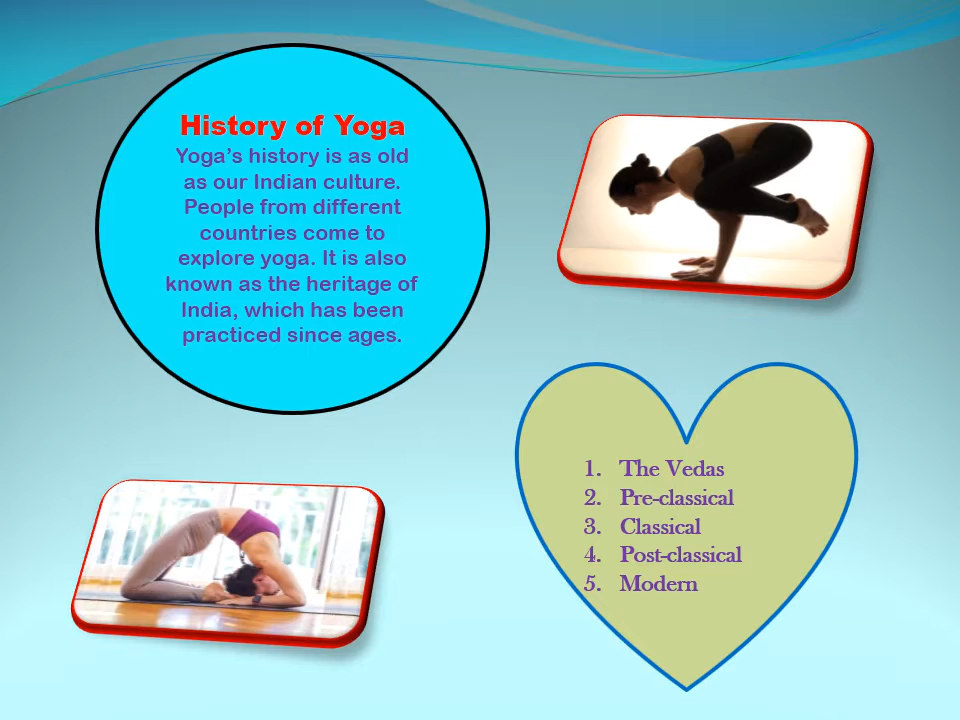 History of Yoga
Yoga's history is as old
as our Indian culture.
People from different
countries come to
explore yoga. It is also
known as the heritage of
India, which has been
practiced since ages.
1. The Vedas
2. Pre-classical
3. Classical
4. Post-classical
5. Modern